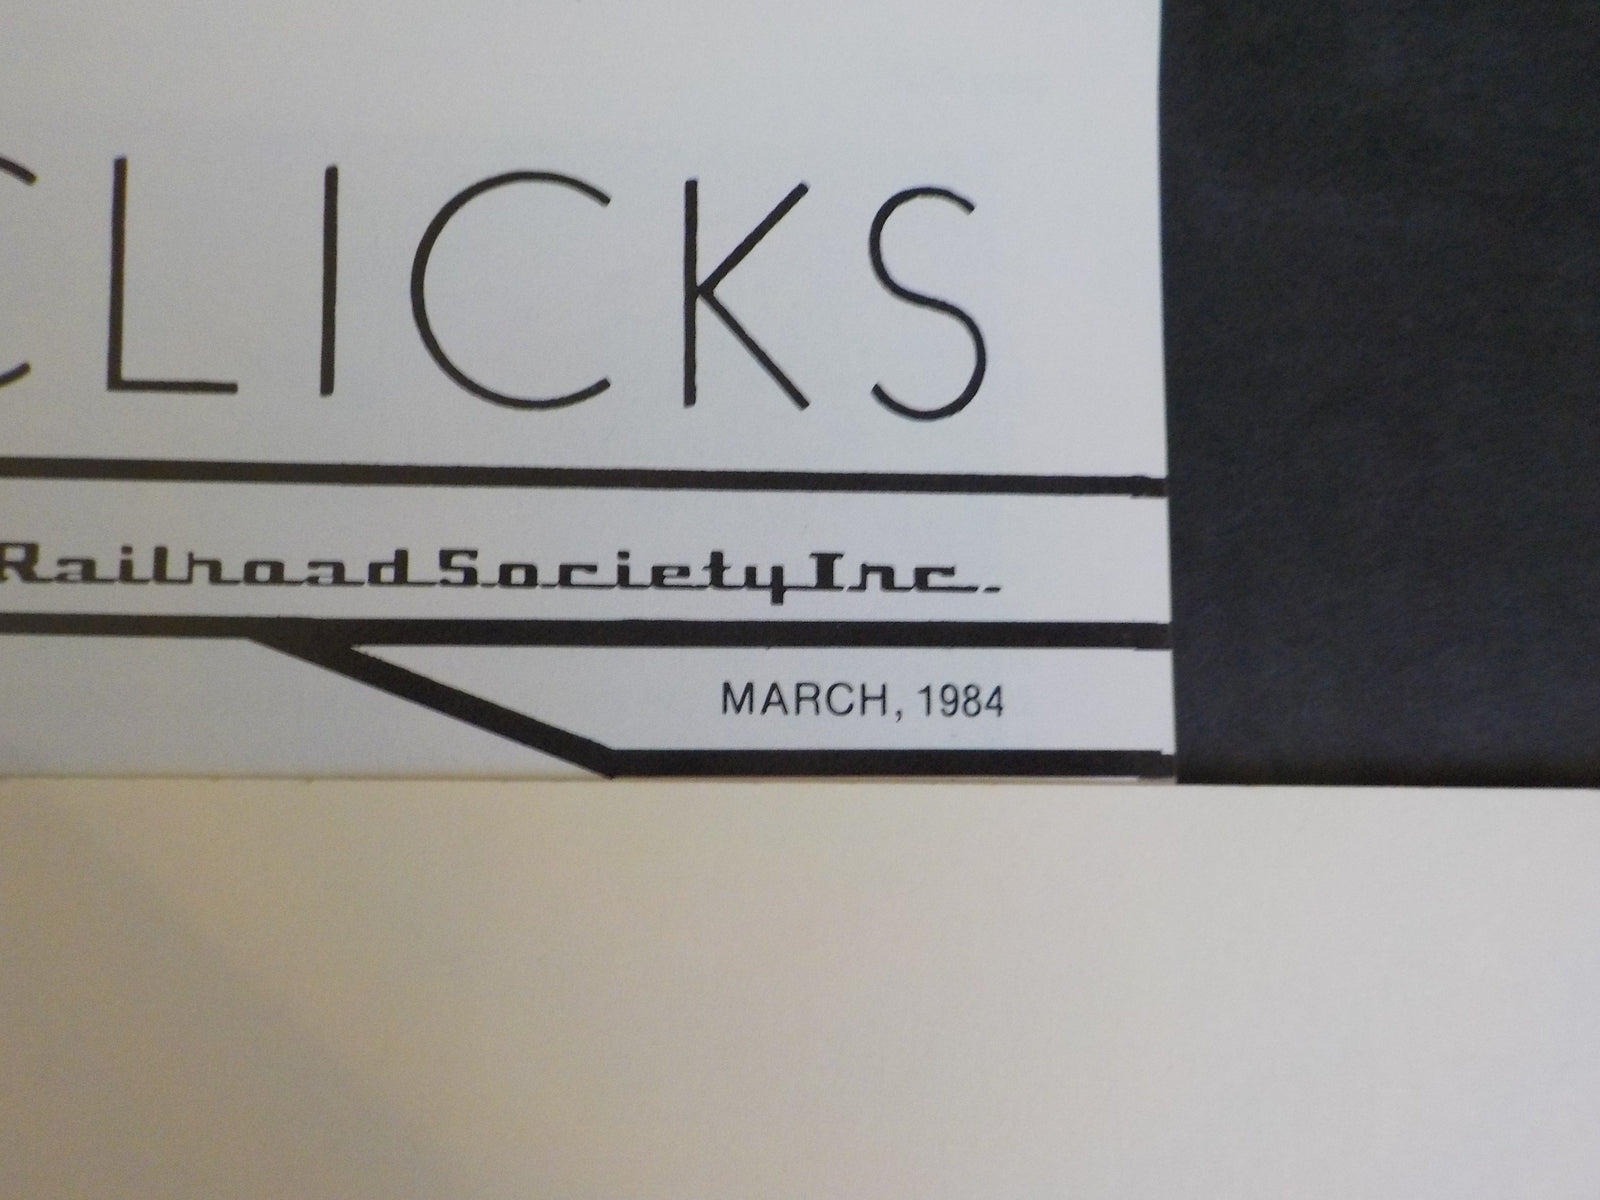 CLICKS
Railroad Society Inc.
MARCH, 1984